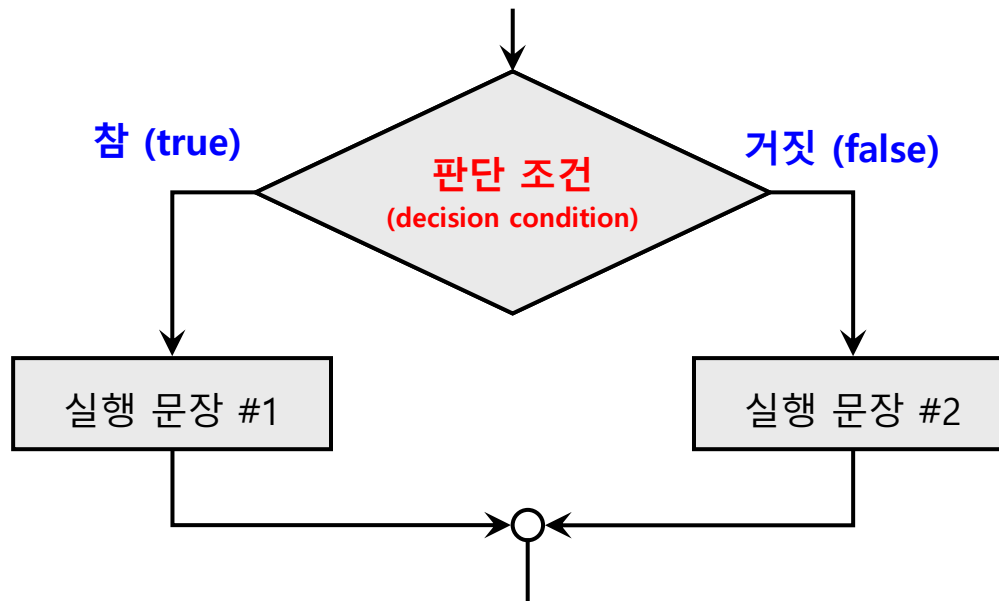 참 (true)
거짓 (false)
판단 조건
(decision condition)
실행 문장 #1
실행 문장 #2